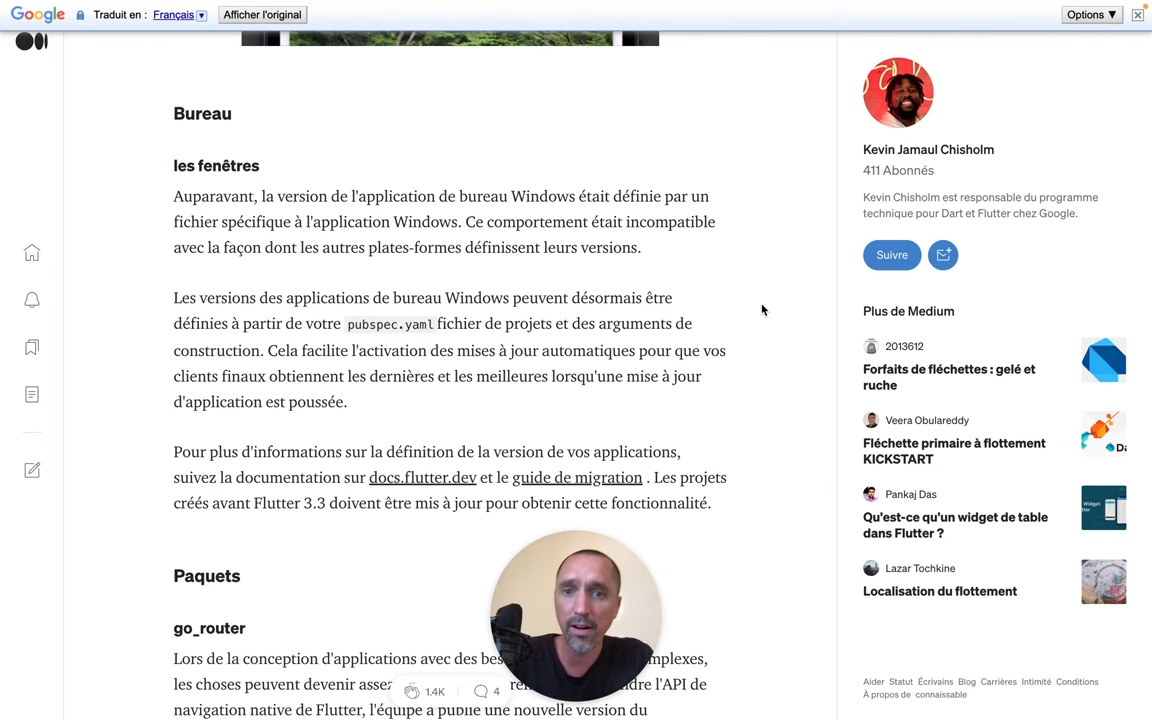 Google Traduit en : Français Afficher l'original Options ▼
Bureau
les fenêtres
Auparavant, la version de l'application de bureau Windows était définie par un
fichier spécifique à l'application Windows. Ce comportement était incompatible
avec la façon dont les autres plates-formes définissent leurs versions.
Les versions des applications de bureau Windows peuvent désormais être
définies à partir de votre pubspec.yaml fichier de projets et des arguments de
construction. Cela facilite l'activation des mises à jour automatiques pour que vos
clients finaux obtiennent les dernières et les meilleures lorsqu'une mise à jour
d'application est poussée.
Pour plus d'informations sur la définition de la version de vos applications,
suivez la documentation sur docs.flutter.dev et le guide de migration . Les projets
créés avant Flutter 3.3 doivent être mis à jour pour obtenir cette fonctionnalité.
Paquets
go_router
Lors de la conception d'applications avec des bes mplexes,
les choses peuvent devenir asse dre l'API de
navigation native de Flutter, l'équipe a publié une nouvelle version du
1.4K 4
Kevin Jamaul Chisholm
411 Abonnés
Kevin Chisholm est responsable du programme
technique pour Dart et Flutter chez Google.
Suivre
Plus de Medium
2013612
Forfaits de fléchettes : gelé et
ruche
Veera Obulareddy
Fléchette primaire à flottement
KICKSTART
Da
Pankaj Das
Qu'est-ce qu'un widget de table
dans Flutter ?
Lazar Tochkine
Localisation du flottement
Aider Statut Écrivains Blog Carrières Intimité Conditions
À propos de connaissable